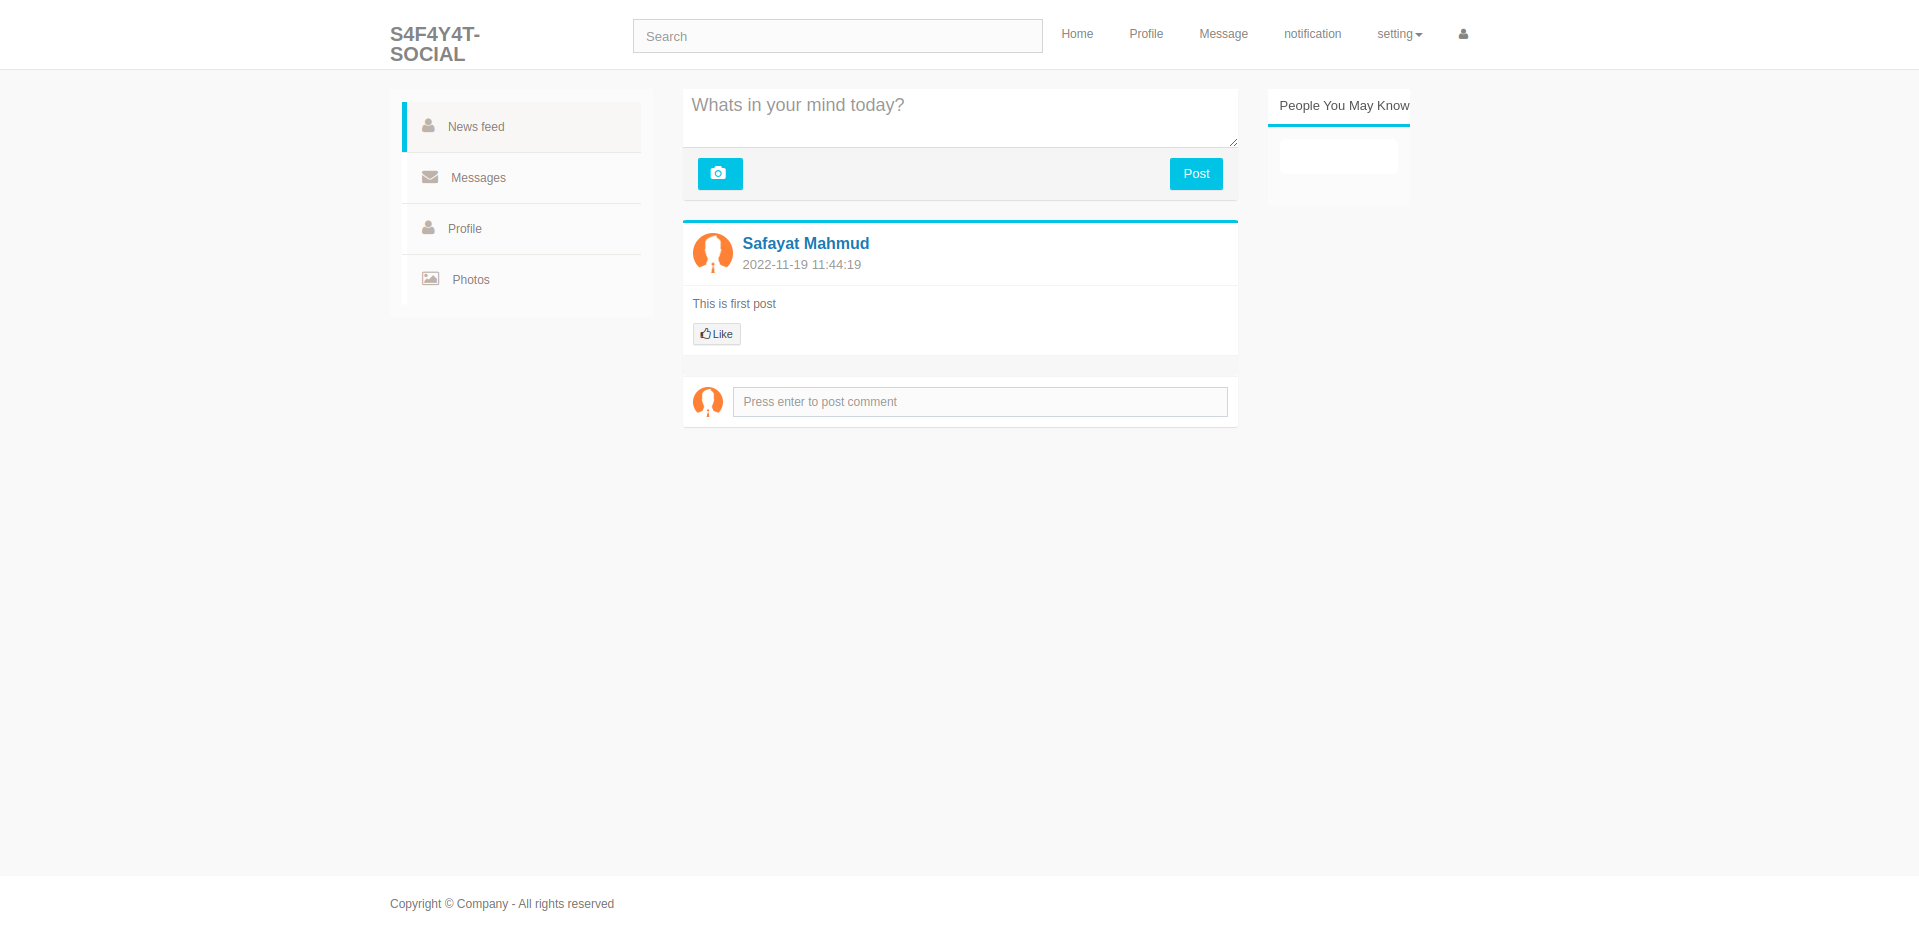 S4F4Y4T-
SOCIAL
Search
Home
Profile
Message
notification
setting
News feed
Messages
Profile
Photos
Whats in your mind today?
Post
Safayat Mahmud
2022-11-19 11:44:19
This is first post
Like
Press enter to post comment
People You May Know
Copyright © Company - All rights reserved